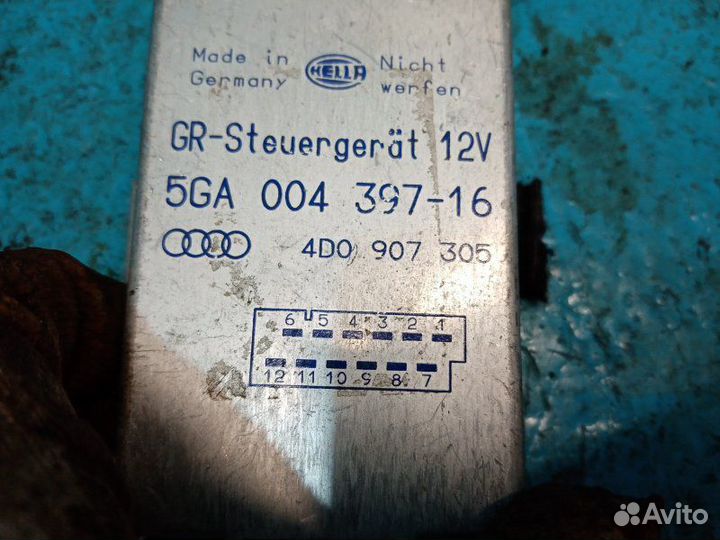 Made in HELLA Nicht
Germany werfen
GR-Steuergerät 12V
5GA 004 397-16
4D0 907 305
6 5 4 3 2 1
12 11 10 9 8 7
Avito